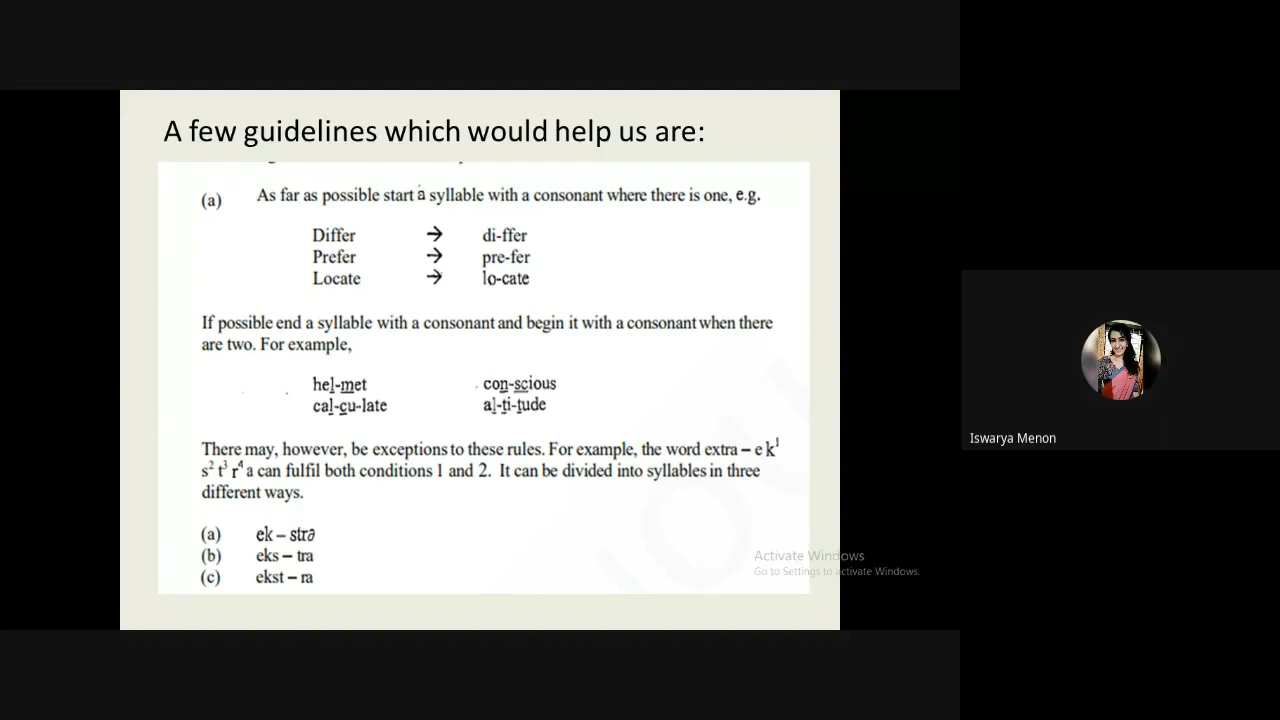 A few guidelines which would help us are:
(a) As far as possible start a syllable with a consonant where there is one, e.g.
Differ → di-ffer
Prefer → pre-fer
Locate → lo-cate
If possible end a syllable with a consonant and begin it with a consonant when there
are two. For example,
hel-met con-scious
cal-cu-late al-ti-tude
There may, however, be exceptions to these rules. For example, the word extra – e k¹
s² t³ r⁴ a can fulfil both conditions 1 and 2. It can be divided into syllables in three
different ways.
(a) ek – strə
(b) eks – tra
(c) ekst – ra
Activate Windows
Go to Settings to activate Windows.
Iswarya Menon